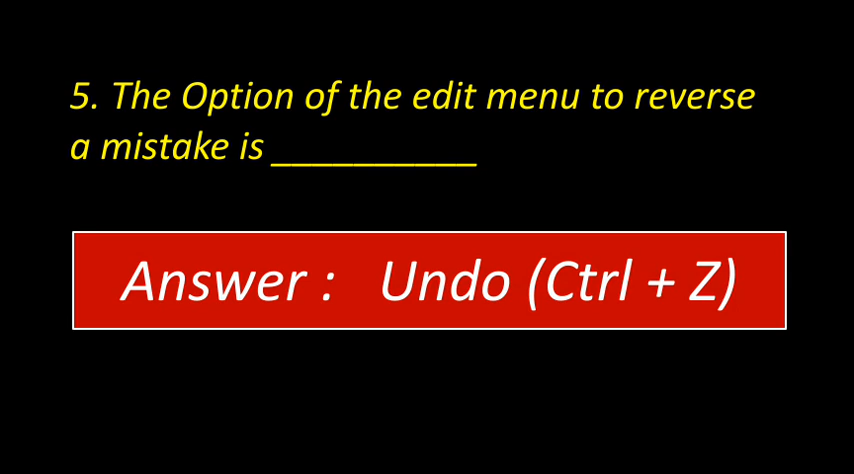 5. The Option of the edit menu to reverse
a mistake is __________
Answer : Undo (Ctrl + Z)